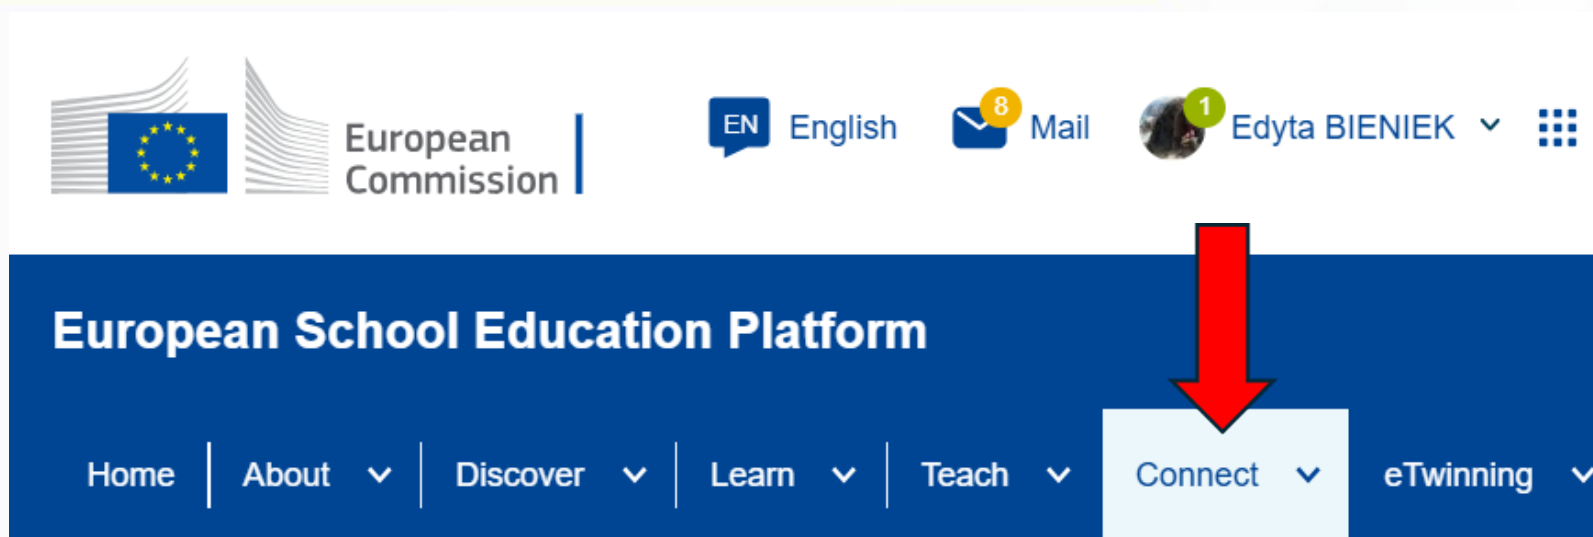 European
Commission
EN English 8 Mail 1 Edyta BIENIEK
European School Education Platform
Home About Discover Learn Teach Connect eTwinning